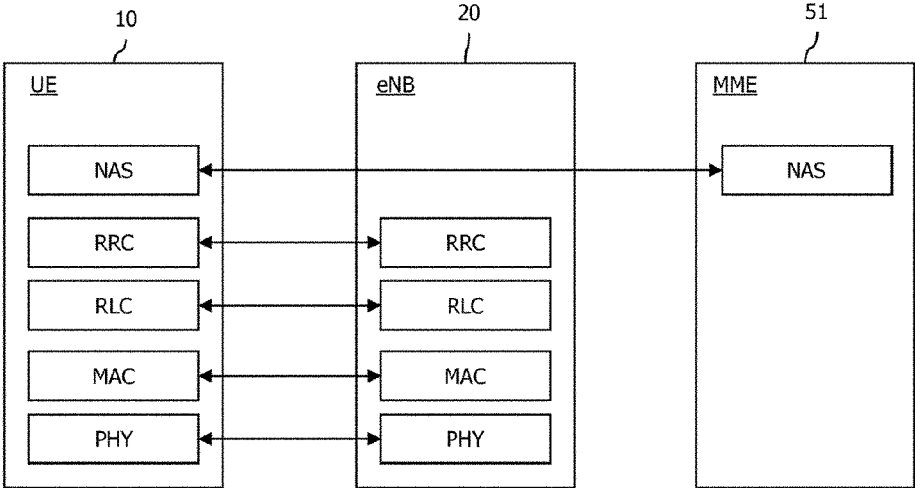 10 20 51
UE eNB MME
NAS NAS
RRC RRC
RLC RLC
MAC MAC
PHY PHY